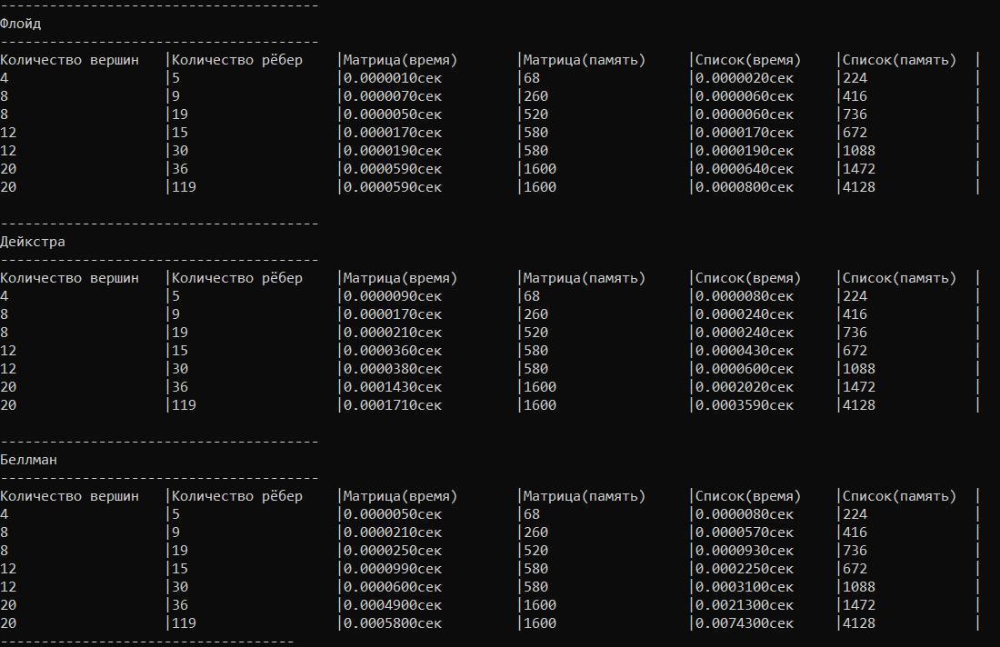 ---------------------------------------
Флойд
---------------------------------------
Количество вершин   |Количество рёбер    |Матрица(время)       |Матрица(память)     |Список(время)    |Список(память)  |
4                   |5                   |0.0000010сек         |68                  |0.0000020сек     |224             |
8                   |9                   |0.0000070сек         |260                 |0.0000060сек     |416             |
8                   |19                  |0.0000050сек         |520                 |0.0000060сек     |736             |
12                  |15                  |0.0000170сек         |580                 |0.0000170сек     |672             |
12                  |30                  |0.0000190сек         |580                 |0.0000190сек     |1088            |
20                  |36                  |0.0000590сек         |1600                |0.0000640сек     |1472            |
20                  |119                 |0.0000590сек         |1600                |0.0000800сек     |4128            |
---------------------------------------
Дейкстра
---------------------------------------
Количество вершин   |Количество рёбер    |Матрица(время)       |Матрица(память)     |Список(время)    |Список(память)  |
4                   |5                   |0.0000090сек         |68                  |0.0000080сек     |224             |
8                   |9                   |0.0000170сек         |260                 |0.0000240сек     |416             |
8                   |19                  |0.0000210сек         |520                 |0.0000240сек     |736             |
12                  |15                  |0.0000360сек         |580                 |0.0000430сек     |672             |
12                  |30                  |0.0000380сек         |580                 |0.0000600сек     |1088            |
20                  |36                  |0.0001430сек         |1600                |0.0002020сек     |1472            |
20                  |119                 |0.0001710сек         |1600                |0.0003590сек     |4128            |
---------------------------------------
Беллман
---------------------------------------
Количество вершин   |Количество рёбер    |Матрица(время)       |Матрица(память)     |Список(время)    |Список(память)  |
4                   |5                   |0.0000050сек         |68                  |0.0000080сек     |224             |
8                   |9                   |0.0000210сек         |260                 |0.0000570сек     |416             |
8                   |19                  |0.0000250сек         |520                 |0.0000930сек     |736             |
12                  |15                  |0.0000990сек         |580                 |0.0002250сек     |672             |
12                  |30                  |0.0000600сек         |580                 |0.0003100сек     |1088            |
20                  |36                  |0.0004900сек         |1600                |0.0021300сек     |1472            |
20                  |119                 |0.0005800сек         |1600                |0.0074300сек     |4128            |
------------------------------------